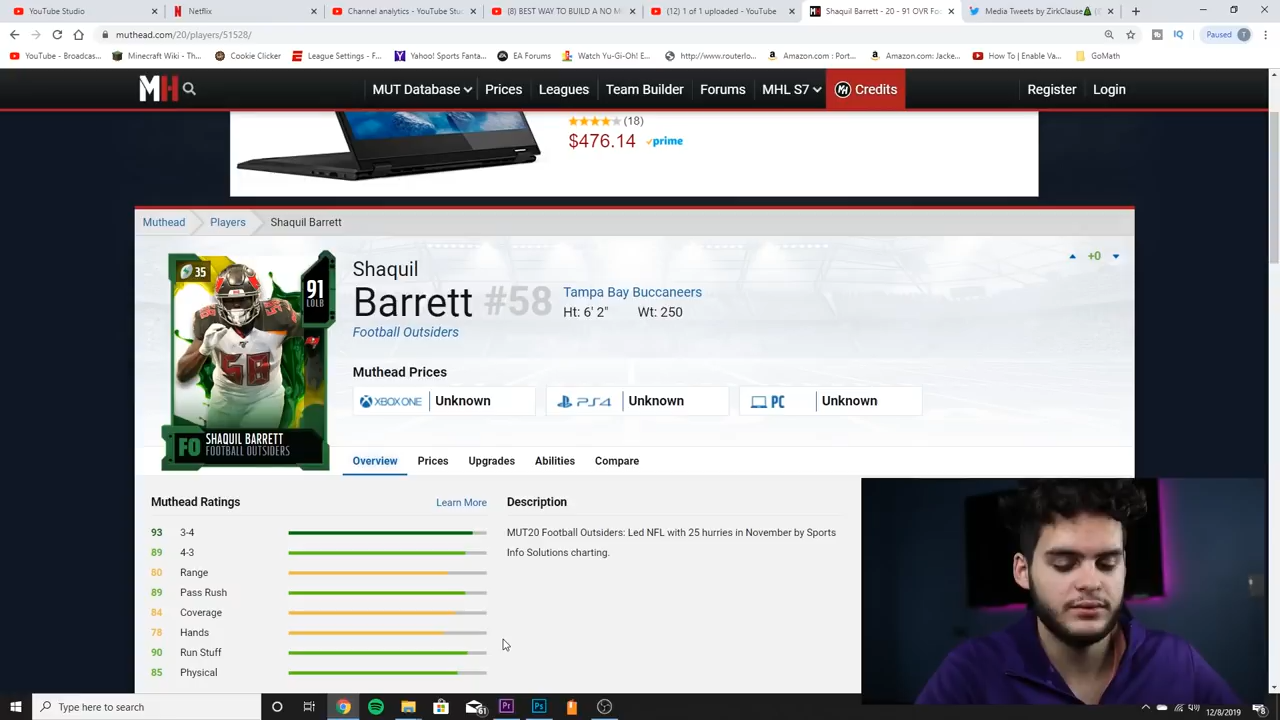 YouTube Studio
Netflix
Channel analytics - YouTube Stu
(8) BEST WAY TO BUILD A NO M
(12) 1 of 1 uploaded - YouTube
Shaquil Barrett - 20 - 91 OVR Fo
Media Tweets by ZirkClause
muthead.com/20/players/51528/
Paused
T
YouTube - Broadcas...
Minecraft Wiki - Th...
Cookie Clicker
League Settings - F...
Yahoo! Sports Fanta...
EA Forums
Watch Yu-Gi-Oh! E...
http://www.routerlo...
Amazon.com : Port...
Amazon.com: Jacke...
How To | Enable Va...
GoMath
MH
MUT Database
Prices
Leagues
Team Builder
Forums
MHL S7
Credits
Register
Login
(18)
$476.14
prime
Muthead
Players
Shaquil Barrett
35
91
LOLB
58
FO
SHAQUIL BARRETT
FOOTBALL OUTSIDERS
Shaquil
Barrett #58
Football Outsiders
Tampa Bay Buccaneers
Ht: 6' 2" Wt: 250
+0
Muthead Prices
XBOX ONE Unknown
PS4 Unknown
PC Unknown
Overview
Prices
Upgrades
Abilities
Compare
Muthead Ratings
Learn More
93 3-4
89 4-3
80 Range
89 Pass Rush
84 Coverage
78 Hands
90 Run Stuff
85 Physical
Description
MUT20 Football Outsiders: Led NFL with 25 hurries in November by Sports
Info Solutions charting.
Type here to search
61
Pr
Ps
12/8/2019